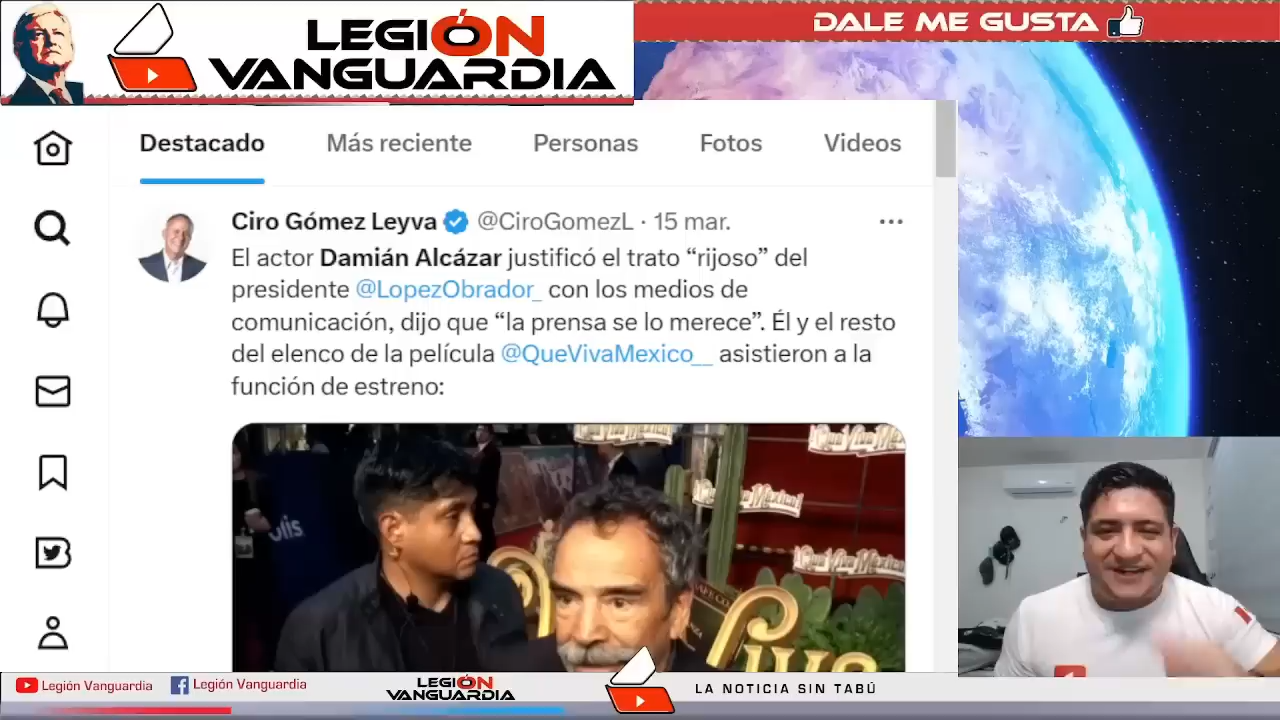 LEGIÓN
VANGUARDIA
DALE ME GUSTA
Destacado
Más reciente
Personas
Fotos
Videos
Ciro Gómez Leyva @CiroGomezL · 15 mar.
El actor Damián Alcázar justificó el trato “rijoso” del
presidente @LopezObrador_ con los medios de
comunicación, dijo que “la prensa se lo merece”. Él y el resto
del elenco de la película @QueVivaMexico__ asistieron a la
función de estreno:
¡Que Viva México!
Legión Vanguardia
Legión Vanguardia
LEGIÓN
VANGUARDIA
LA NOTICIA SIN TABÚ